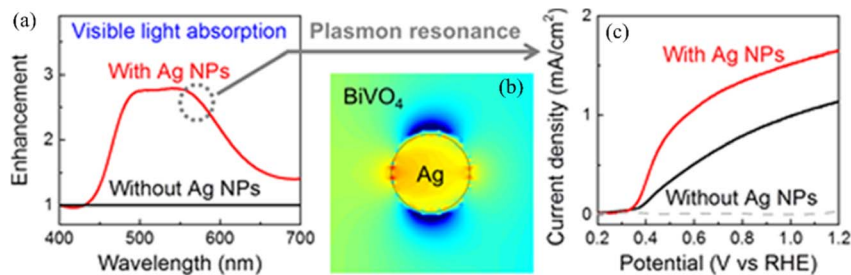 (a)
Visible light absorption
Plasmon resonance
(c)
With Ag NPs
Without Ag NPs
Enhancement
3
2
1
400 500 600 700
Wavelength (nm)
(b)
BiVO₄
Ag
With Ag NPs
Without Ag NPs
Current density (mA/cm²)
2
1
0
0.2 0.4 0.6 0.8 1.0 1.2
Potential (V vs RHE)